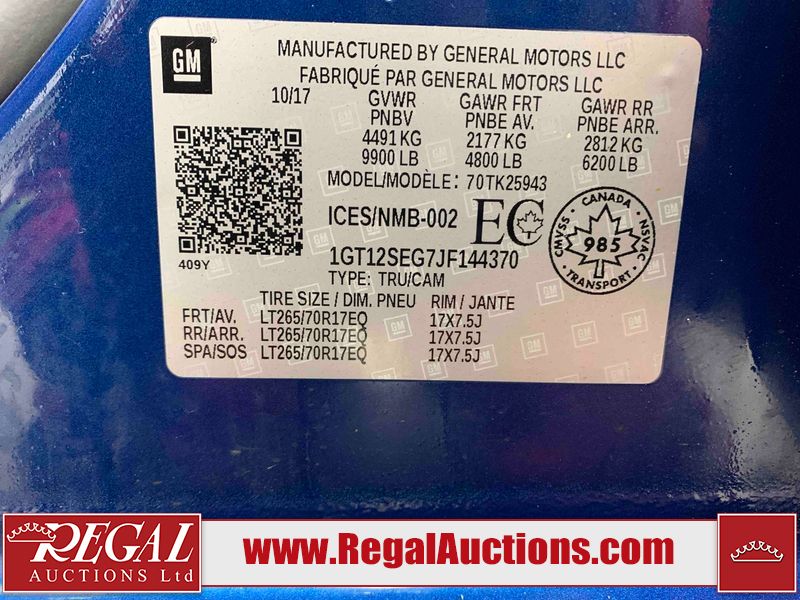 GM
MANUFACTURED BY GENERAL MOTORS LLC
FABRIQUÉ PAR GENERAL MOTORS LLC
10/17 GVWR GAWR FRT GAWR RR
PNBV PNBE AV. PNBE ARR.
4491 KG 2177 KG 2812 KG
9900 LB 4800 LB 6200 LB
MODEL/MODÈLE: 70TK25943
ICES/NMB-002 EC
CANADA
CMVSS 985 NSVAC
TRANSPORT
409Y
1GT12SEG7JF144370
TYPE: TRU/CAM
TIRE SIZE / DIM. PNEU RIM / JANTE
FRT/AV. LT265/70R17EQ 17X7.5J
RR/ARR. LT265/70R17EQ 17X7.5J
SPA/SOS LT265/70R17EQ 17X7.5J
REGAL
AUCTIONS Ltd
www.RegalAuctions.com